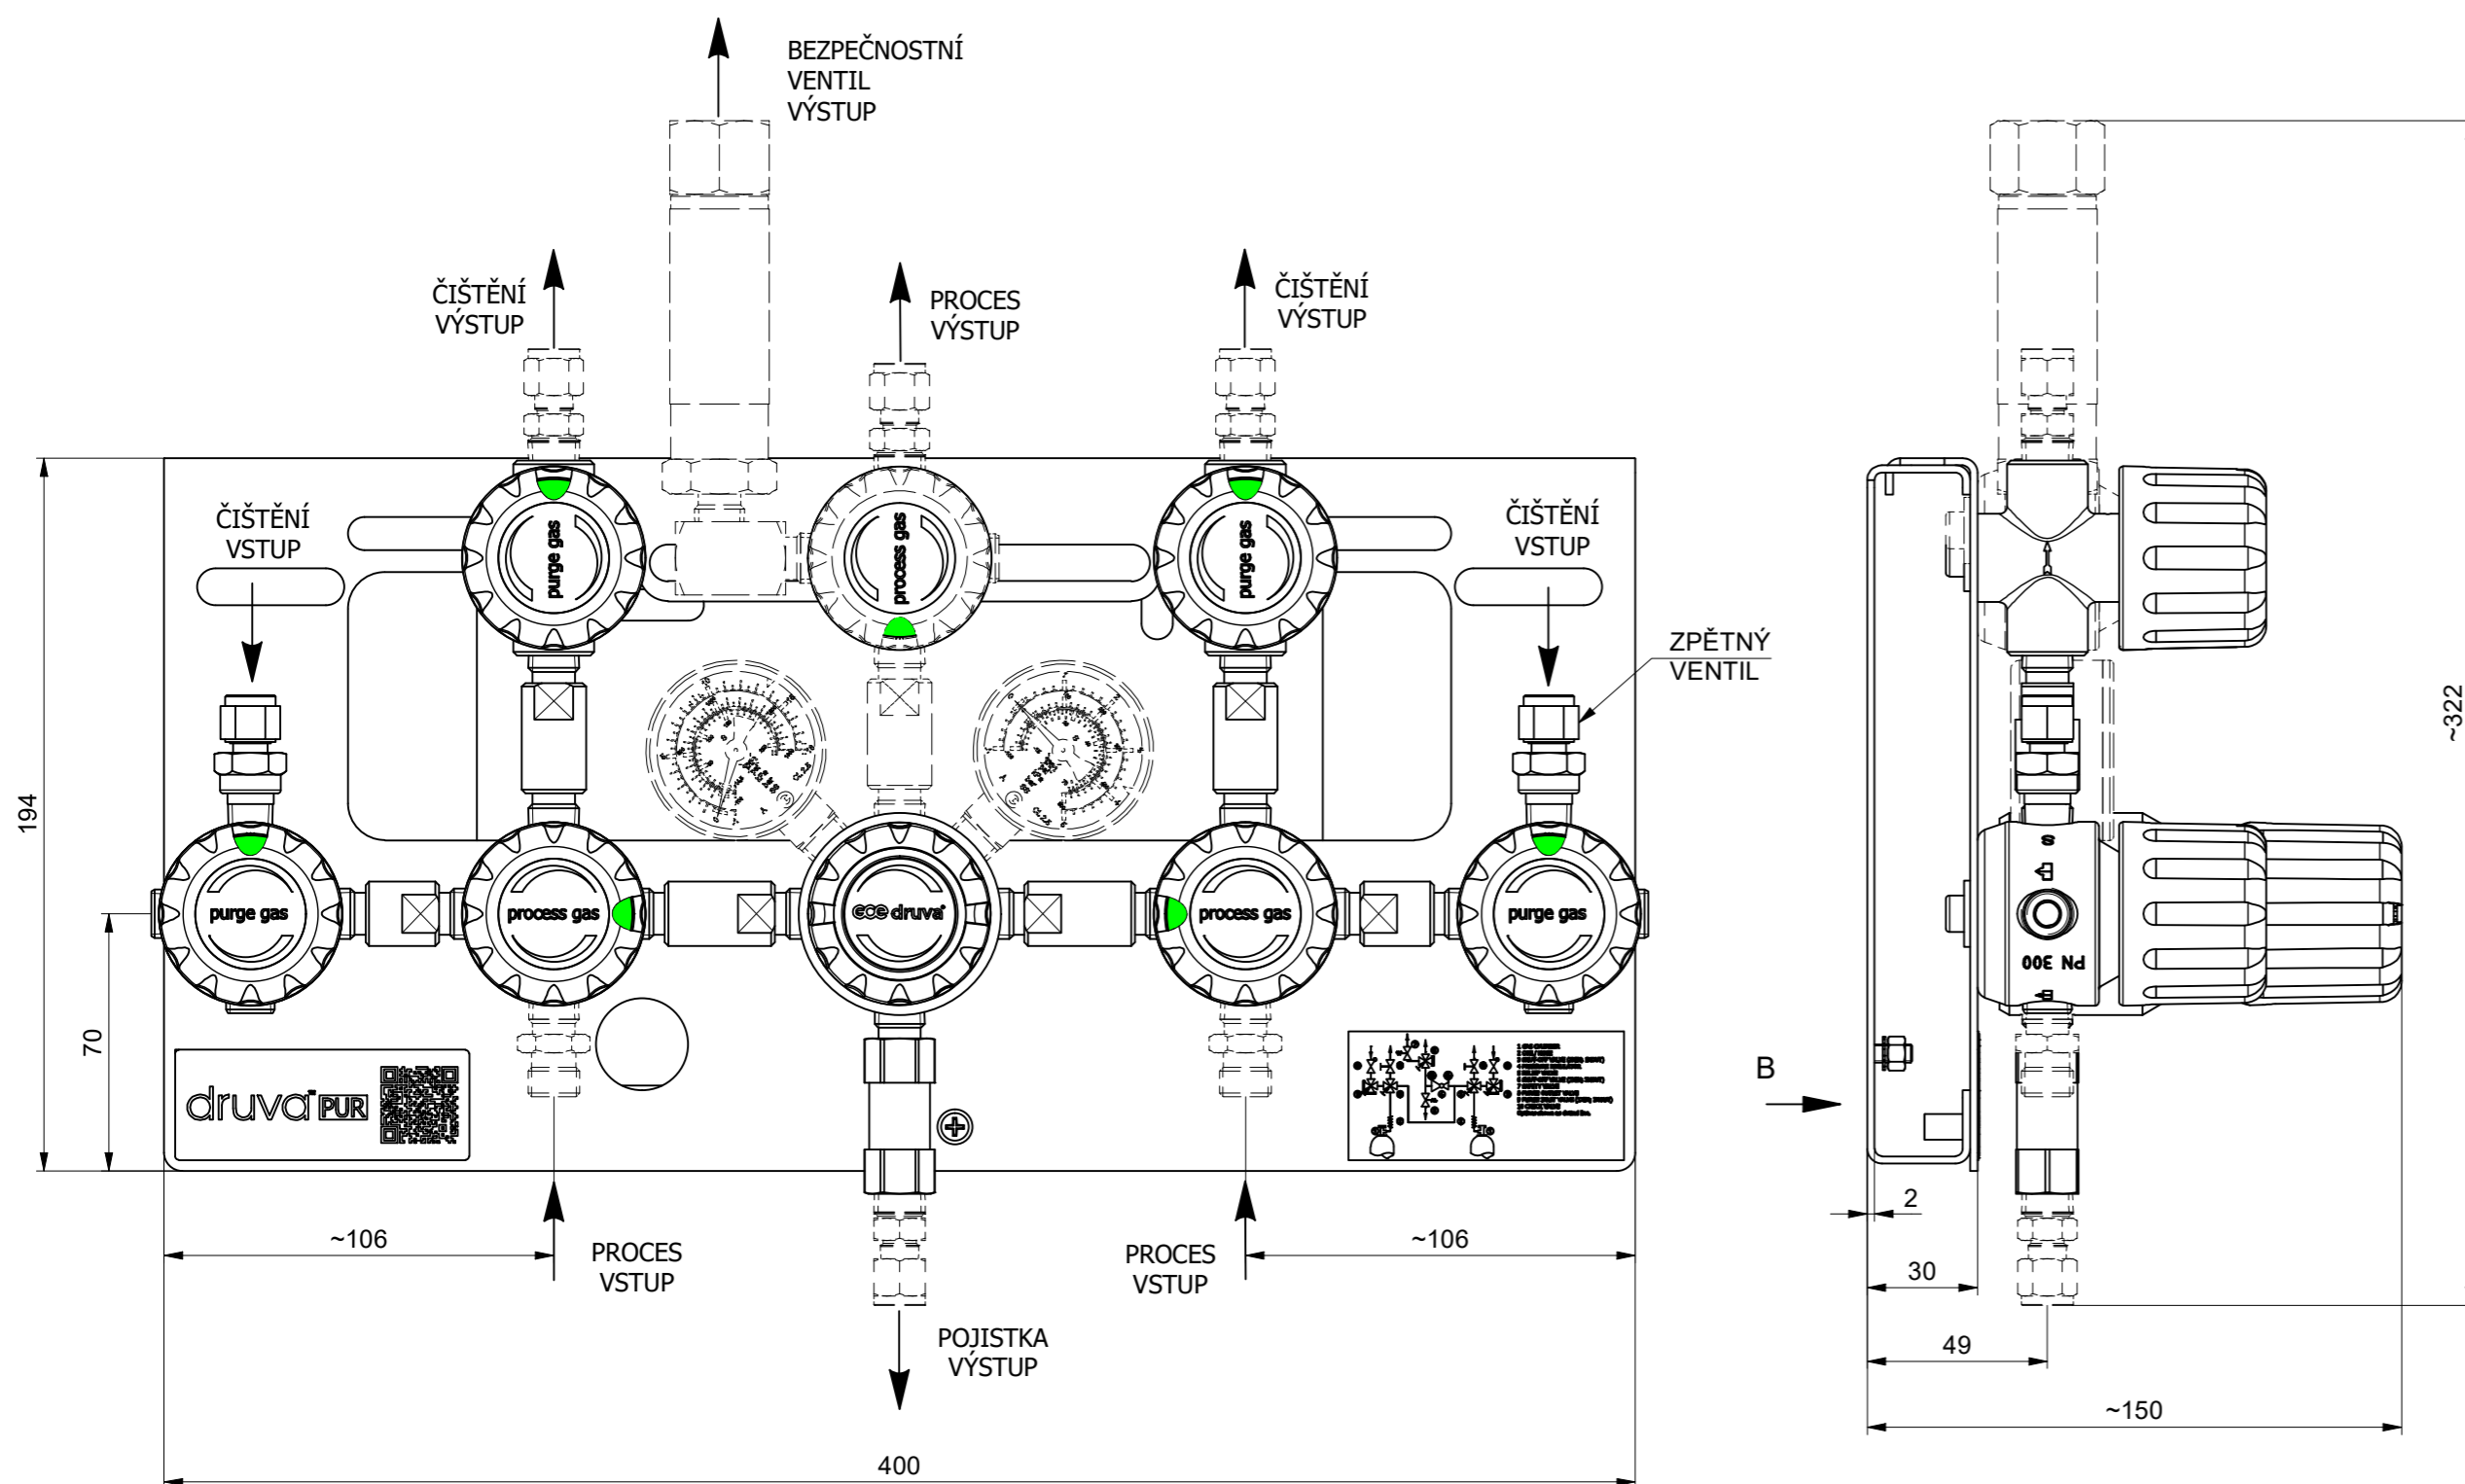 BEZPEČNOSTNÍ
VENTIL
VÝSTUP
ČIŠTĚNÍ
VÝSTUP
PROCES
VÝSTUP
ČIŠTĚNÍ
VÝSTUP
ČIŠTĚNÍ
VSTUP
ČIŠTĚNÍ
VSTUP
purge gas
process gas
purge gas
ZPĚTNÝ
VENTIL
~322
194
70
purge gas
process gas
GCE druva®
process gas
purge gas
S
PN 300
druva™ PUR
B
2
~106
PROCES
VSTUP
PROCES
VSTUP
~106
30
POJISTKA
VÝSTUP
49
~150
400